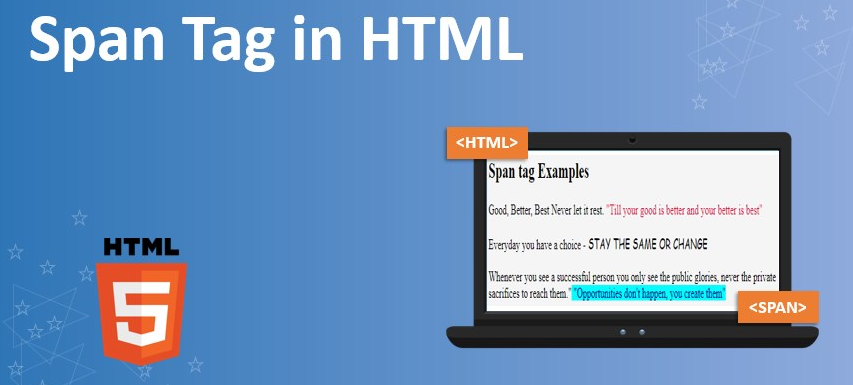 Span Tag in HTML
<HTML>
Span tag Examples
Good, Better, Best Never let it rest. "Till your good is better and your better is best"
Everyday you have a choice - STAY THE SAME OR CHANGE
Whenever you see a successful person you only see the public glories, never the private
sacrifices to reach them." "Opportunities don't happen, you create them"
<SPAN>
HTML
5